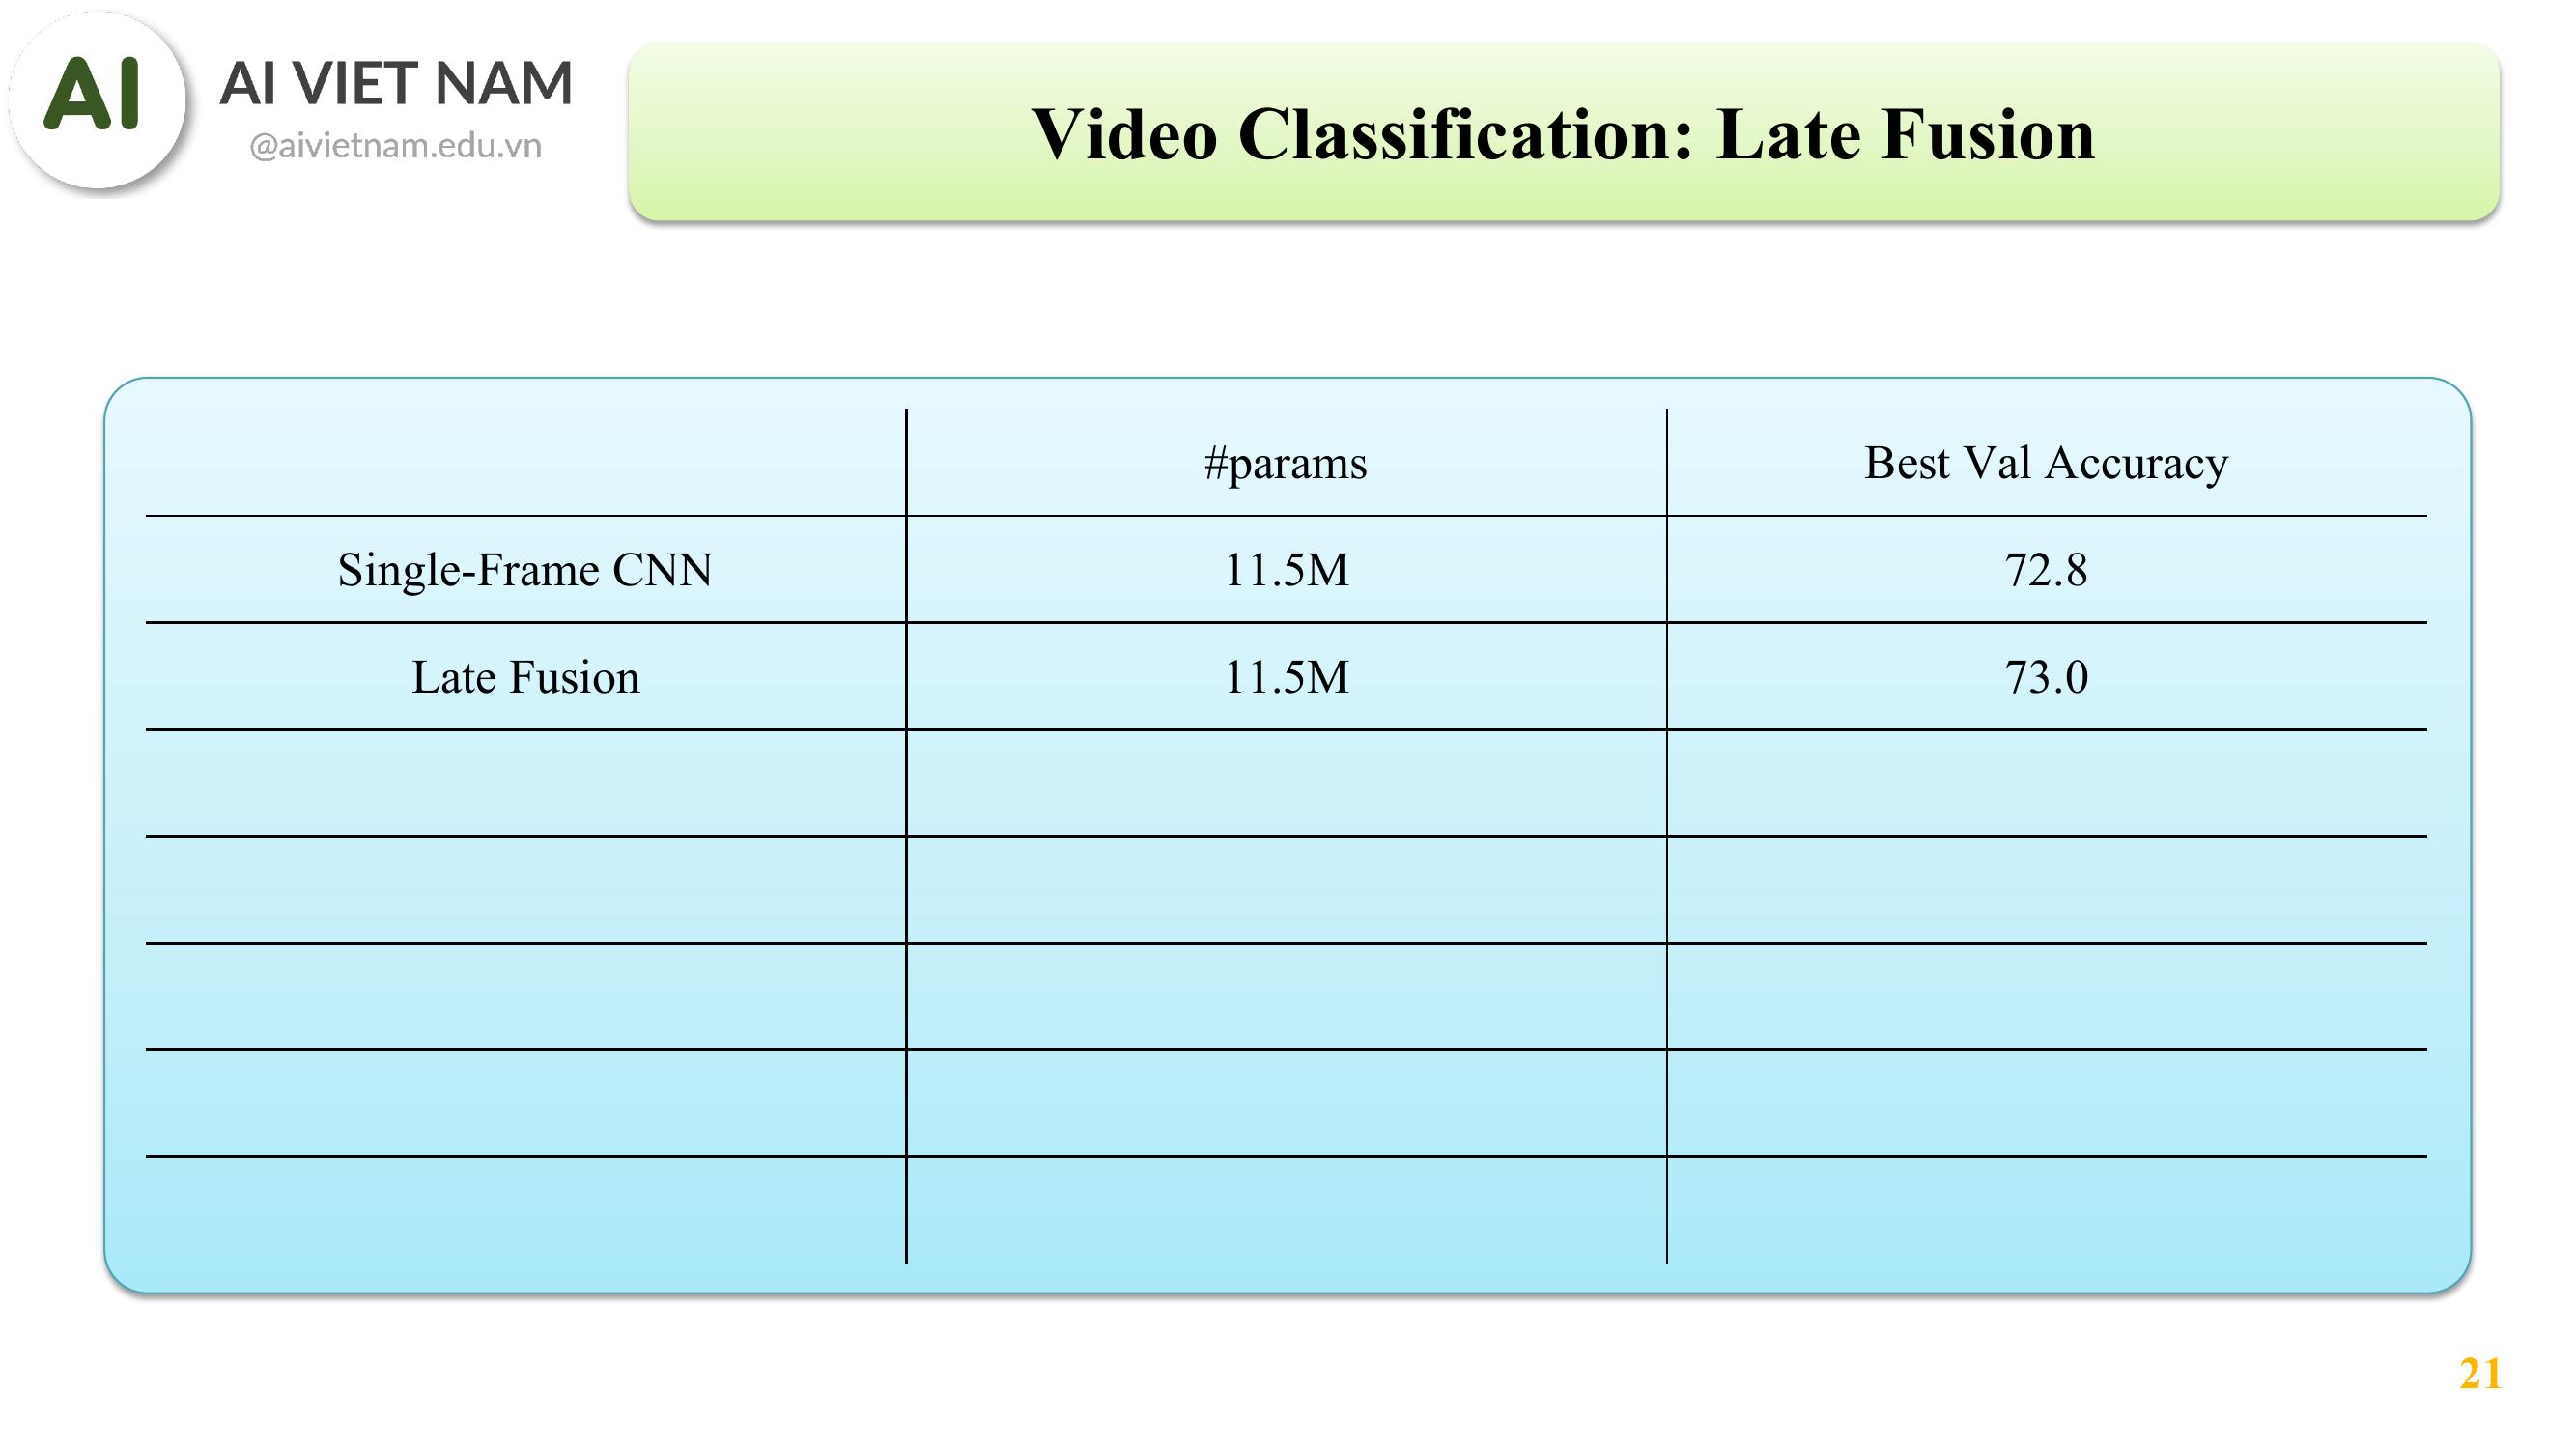 AI
AI VIET NAM
@aivietnam.edu.vn
Video Classification: Late Fusion
#params Best Val Accuracy
Single-Frame CNN 11.5M 72.8
Late Fusion 11.5M 73.0
21